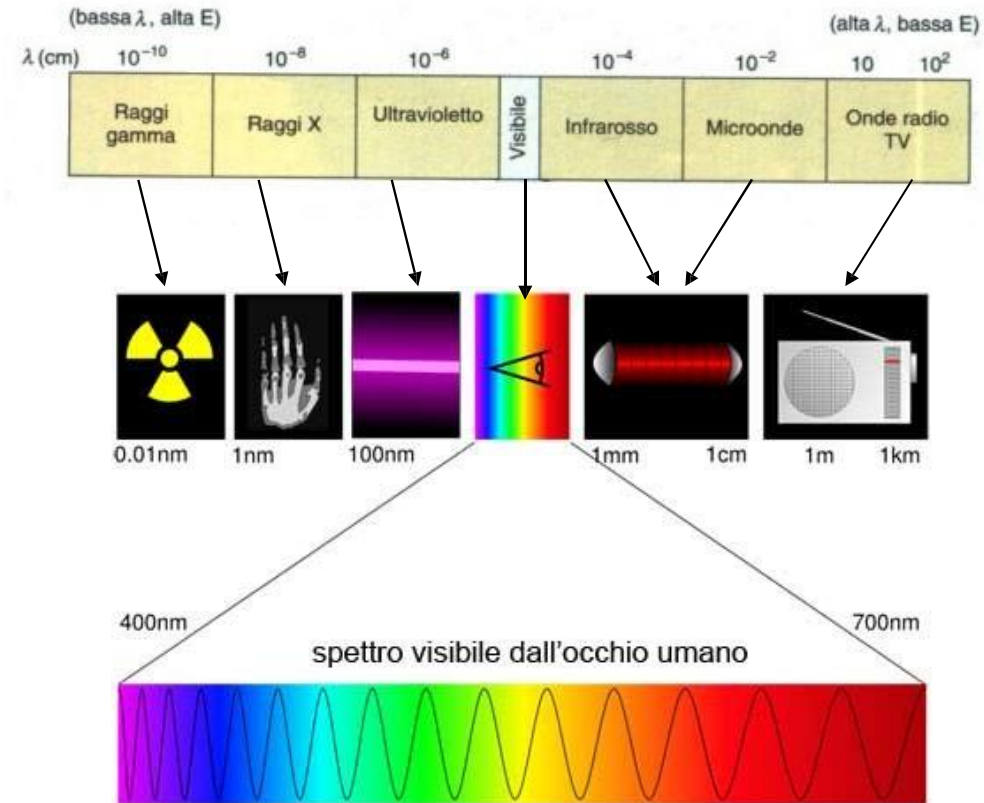 (bassa λ, alta E) (alta λ, bassa E)
λ (cm) 10⁻¹⁰ 10⁻⁸ 10⁻⁶ 10⁻⁴ 10⁻² 10 10²
Raggi
gamma
Raggi X
Ultravioletto
Visibile
Infrarosso
Microonde
Onde radio
TV
0.01nm 1nm 100nm 1mm 1cm 1m 1km
400nm 700nm
spettro visibile dall'occhio umano